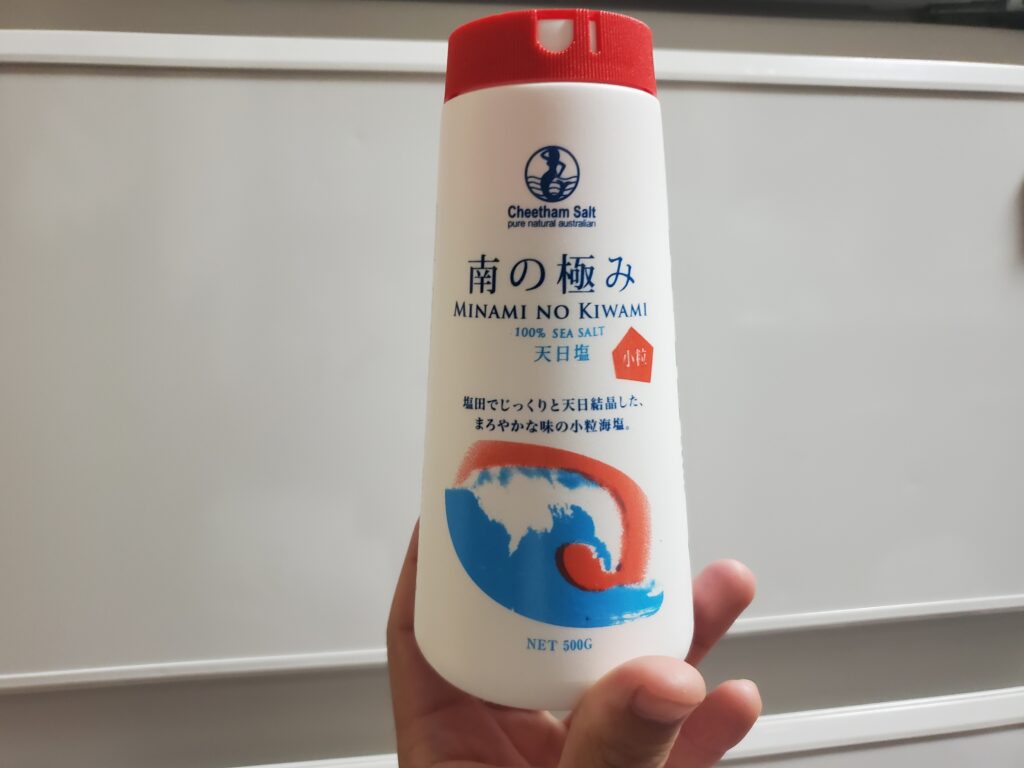 Cheetham Salt
pure natural australian
南の極み
MINAMI NO KIWAMI
100% SEA SALT
天日塩
小粒
塩田でじっくりと天日結晶した、
まろやかな味の小粒海塩。
NET 500G